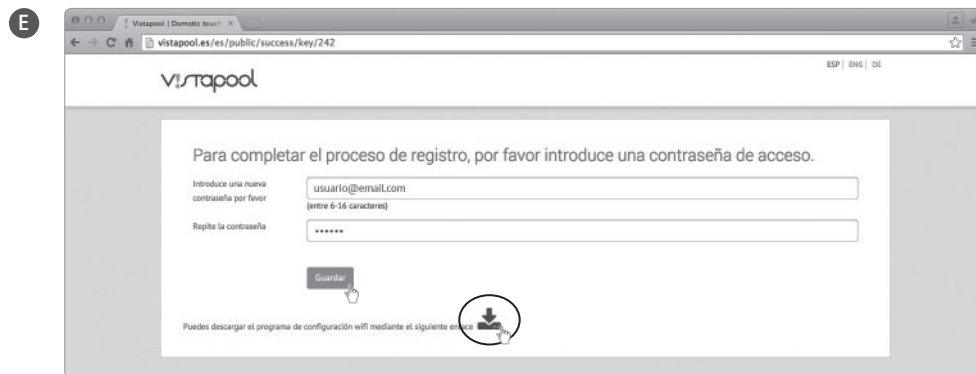 E
Vistapool | Domotic touch ×
vistapool.es/es/public/success/key/242
ESP | ENG | DE
vistapool
Para completar el proceso de registro, por favor introduce una contraseña de acceso.
Introduce una nueva
contraseña por favor
usuario@email.com
(entre 6-16 caracteres)
Repite la contraseña
••••••
Guardar
Puedes descargar el programa de configuración wifi mediante el siguiente enlace